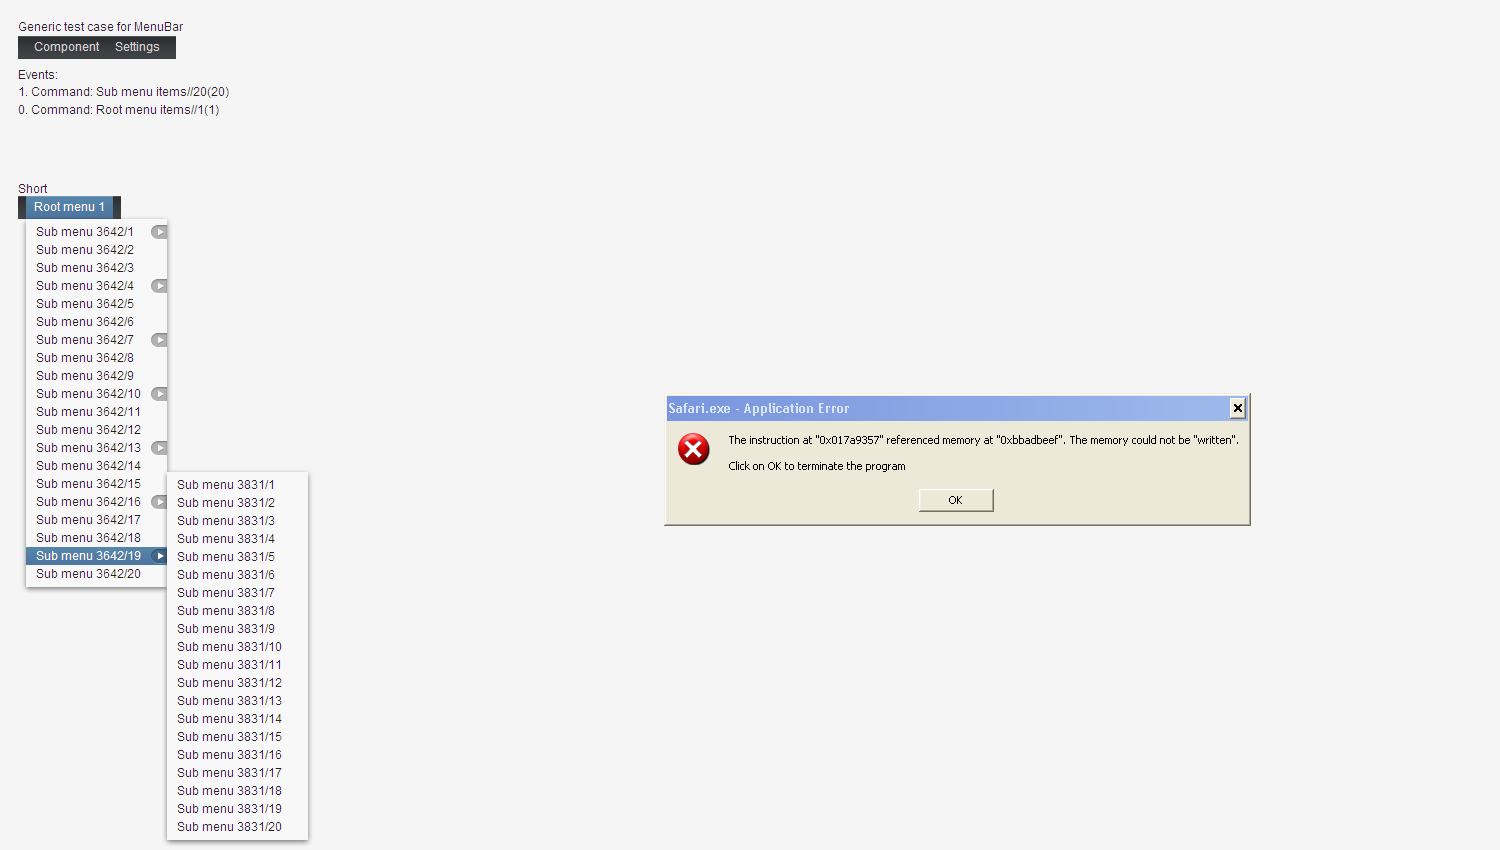 Generic test case for MenuBar
Component Settings
Events:
1. Command: Sub menu items//20(20)
0. Command: Root menu items//1(1)
Short
Root menu 1
Sub menu 3642/1
Sub menu 3642/2
Sub menu 3642/3
Sub menu 3642/4
Sub menu 3642/5
Sub menu 3642/6
Sub menu 3642/7
Sub menu 3642/8
Sub menu 3642/9
Sub menu 3642/10
Sub menu 3642/11
Sub menu 3642/12
Sub menu 3642/13
Sub menu 3642/14
Sub menu 3642/15
Sub menu 3642/16
Sub menu 3642/17
Sub menu 3642/18
Sub menu 3642/19
Sub menu 3642/20
Sub menu 3831/1
Sub menu 3831/2
Sub menu 3831/3
Sub menu 3831/4
Sub menu 3831/5
Sub menu 3831/6
Sub menu 3831/7
Sub menu 3831/8
Sub menu 3831/9
Sub menu 3831/10
Sub menu 3831/11
Sub menu 3831/12
Sub menu 3831/13
Sub menu 3831/14
Sub menu 3831/15
Sub menu 3831/16
Sub menu 3831/17
Sub menu 3831/18
Sub menu 3831/19
Sub menu 3831/20
Safari.exe - Application Error
The instruction at "0x017a9357" referenced memory at "0xbbadbeef". The memory could not be "written".
Click on OK to terminate the program
OK